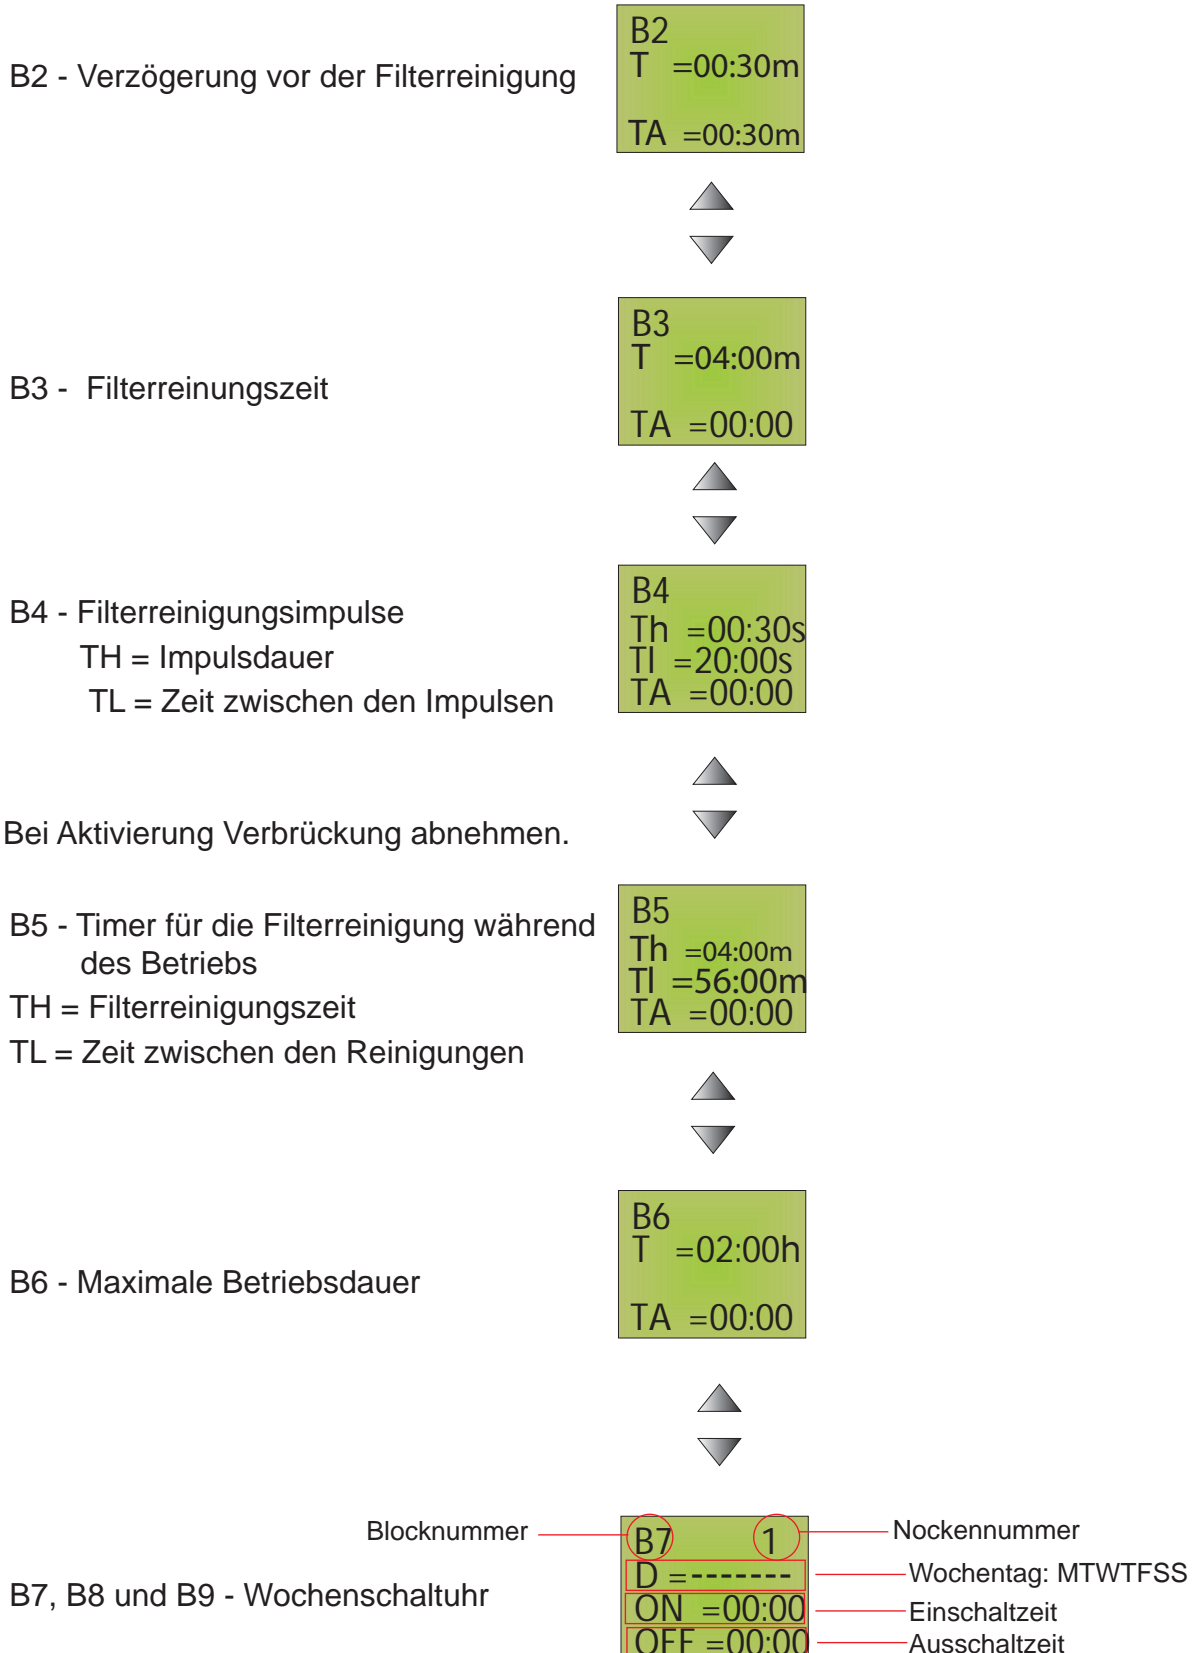 B2
T =00:30m
B2 - Verzögerung vor der Filterreinigung
TA =00:30m
B3
T =04:00m
B3 - Filterreinungszeit
TA =00:00
B4
B4 - Filterreinigungsimpulse
Th =00:30s
TH = Impulsdauer
Tl =20:00s
TL = Zeit zwischen den Impulsen
TA =00:00
Bei Aktivierung Verbrückung abnehmen.
B5
B5 - Timer für die Filterreinigung während
des Betriebs
Th =04:00m
Tl =56:00m
TH = Filterreinigungszeit
TA =00:00
TL = Zeit zwischen den Reinigungen
B6
T =02:00h
B6 - Maximale Betriebsdauer
TA =00:00
Blocknummer
B7 1
Nockennummer
D =-------
Wochentag: MTWTFSS
B7, B8 und B9 - Wochenschaltuhr
ON =00:00
Einschaltzeit
OFF =00:00
Ausschaltzeit